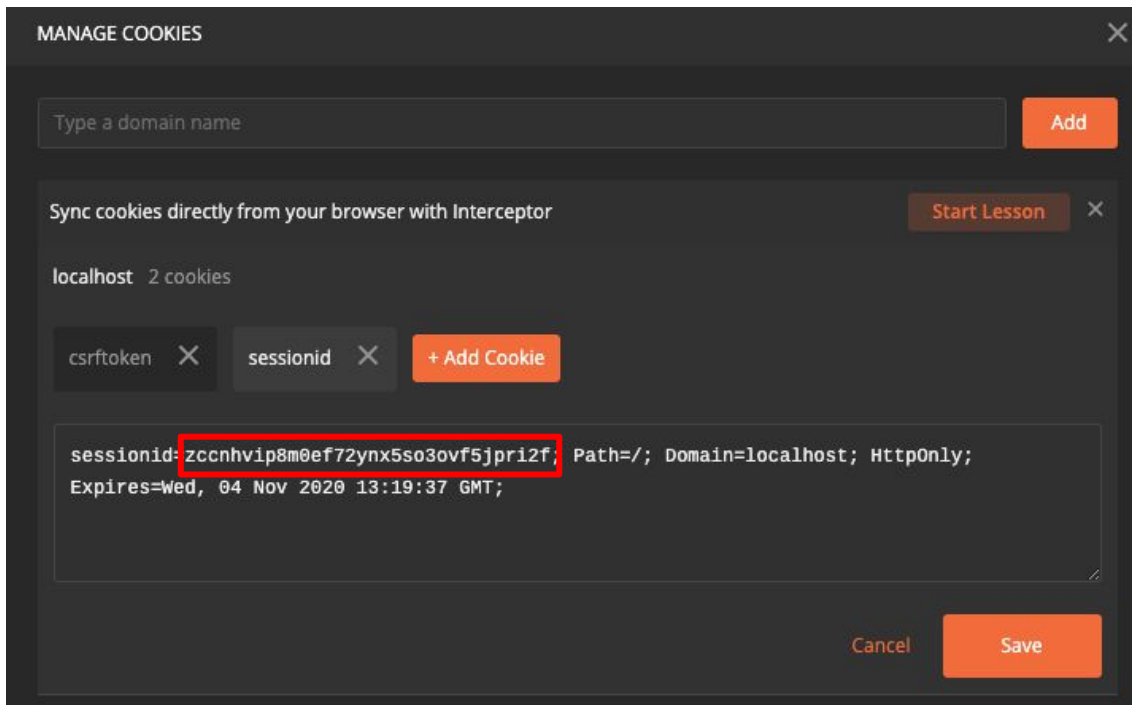 MANAGE COOKIES
Type a domain name
Add
Sync cookies directly from your browser with Interceptor
Start Lesson
localhost 2 cookies
csrftoken
sessionid
+ Add Cookie
sessionid=zccnhvip8m0ef72ynx5so3ovf5jpri2f; Path=/; Domain=localhost; HttpOnly;
Expires=Wed, 04 Nov 2020 13:19:37 GMT;
Cancel
Save